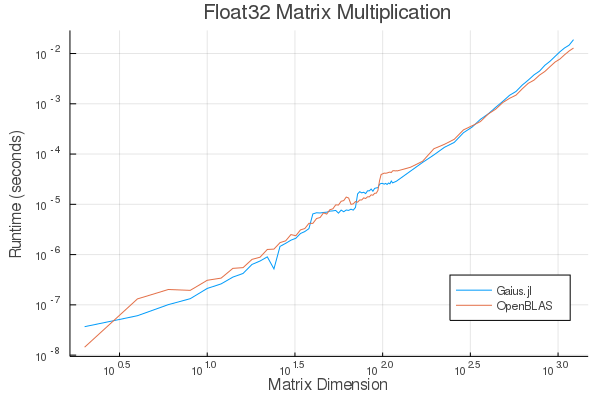 Float32 Matrix Multiplication
Runtime (seconds)
10^-2
10^-3
10^-4
10^-5
10^-6
10^-7
10^-8
Gaius.jl
OpenBLAS
10^0.5
10^1.0
10^1.5
10^2.0
10^2.5
10^3.0
Matrix Dimension